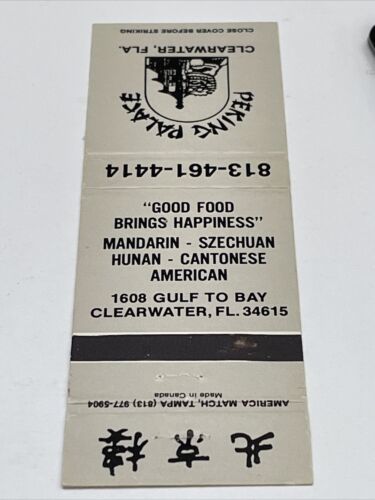 CLOSE COVER BEFORE STRIKING
CLEARWATER, FLA.
PEKING PALACE
813-461-4414
"GOOD FOOD
BRINGS HAPPINESS"
MANDARIN - SZECHUAN
HUNAN - CANTONESE
AMERICAN
1608 GULF TO BAY
CLEARWATER, FL. 34615
Made in Canada
AMERICA MATCH, TAMPA (813) 977-5904
北京樓